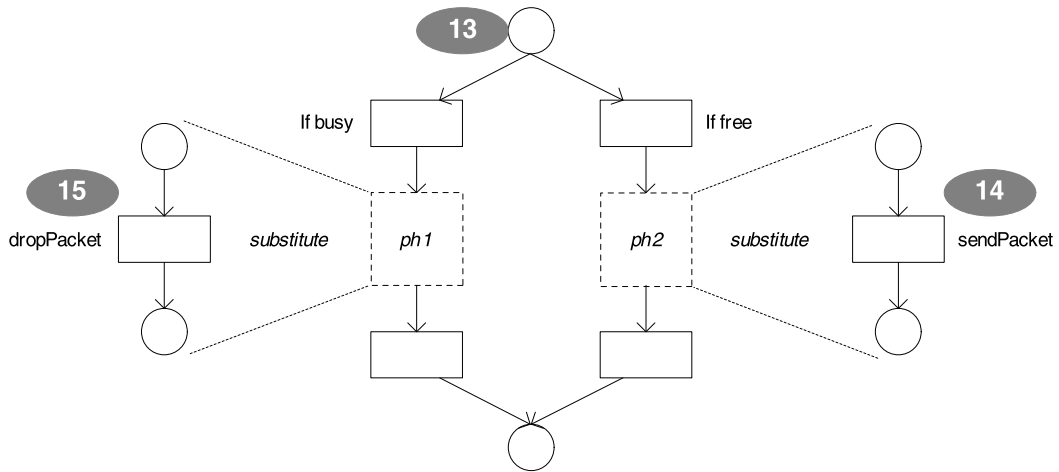 13
If busy
If free
15
14
dropPacket
substitute
ph1
ph2
substitute
sendPacket